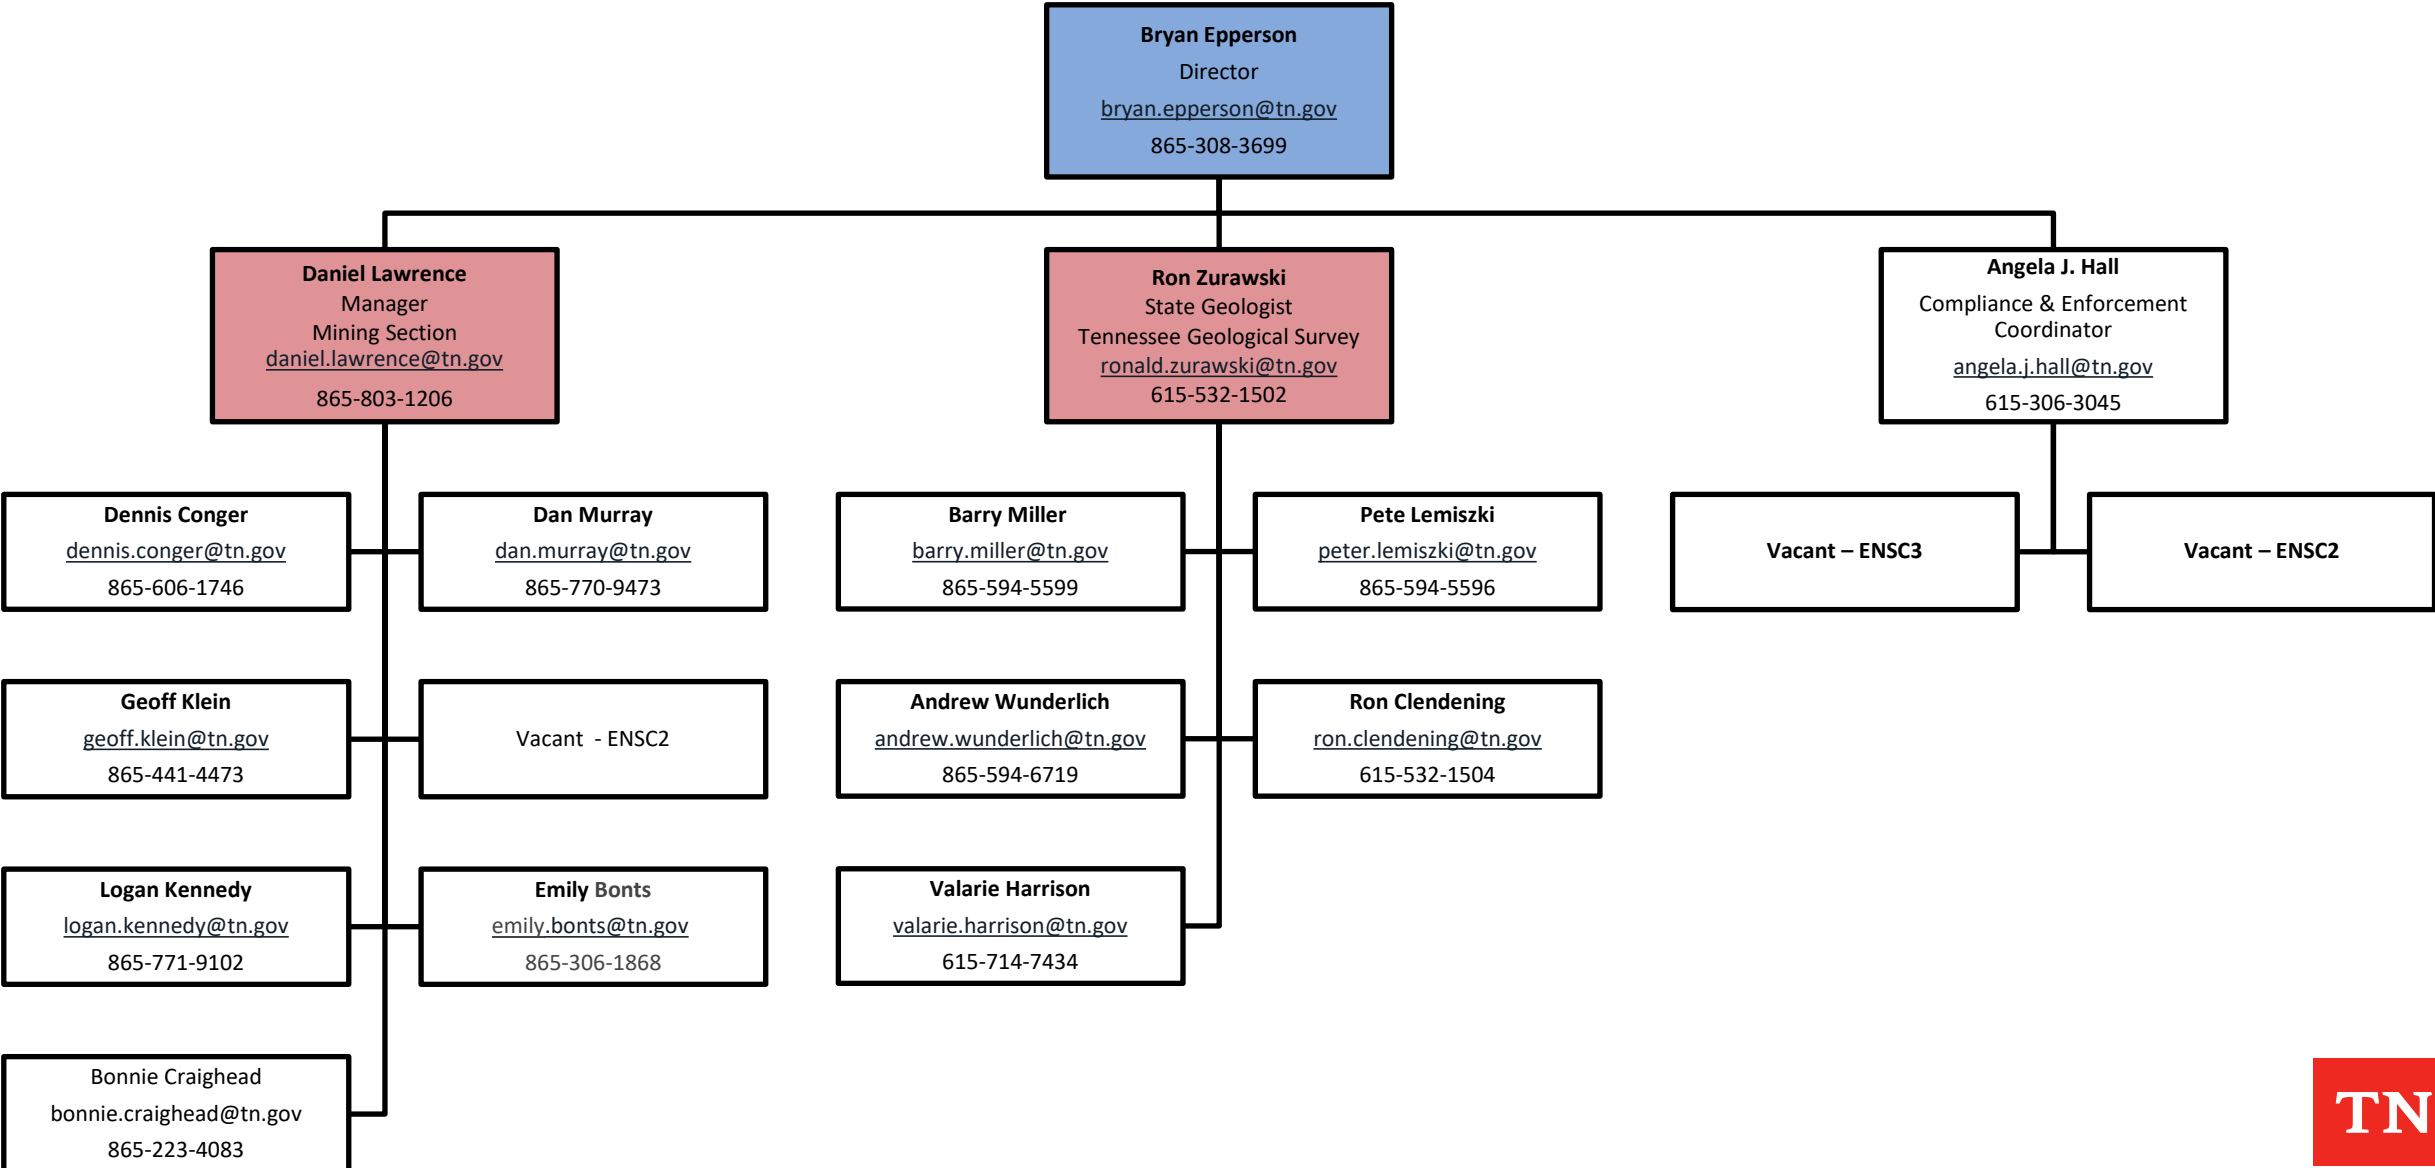 Bryan Epperson
Director
bryan.epperson@tn.gov
865-308-3699
Daniel Lawrence
Manager
Mining Section
daniel.lawrence@tn.gov
865-803-1206
Ron Zurawski
State Geologist
Tennessee Geological Survey
ronald.zurawski@tn.gov
615-532-1502
Angela J. Hall
Compliance & Enforcement
Coordinator
angela.j.hall@tn.gov
615-306-3045
Dennis Conger
dennis.conger@tn.gov
865-606-1746
Dan Murray
dan.murray@tn.gov
865-770-9473
Barry Miller
barry.miller@tn.gov
865-594-5599
Pete Lemiszki
peter.lemiszki@tn.gov
865-594-5596
Vacant – ENSC3
Vacant – ENSC2
Geoff Klein
geoff.klein@tn.gov
865-441-4473
Vacant  - ENSC2
Andrew Wunderlich
andrew.wunderlich@tn.gov
865-594-6719
Ron Clendening
ron.clendening@tn.gov
615-532-1504
Logan Kennedy
logan.kennedy@tn.gov
865-771-9102
Emily Bonts
emily.bonts@tn.gov
865-306-1868
Valarie Harrison
valarie.harrison@tn.gov
615-714-7434
Bonnie Craighead
bonnie.craighead@tn.gov
865-223-4083
TN